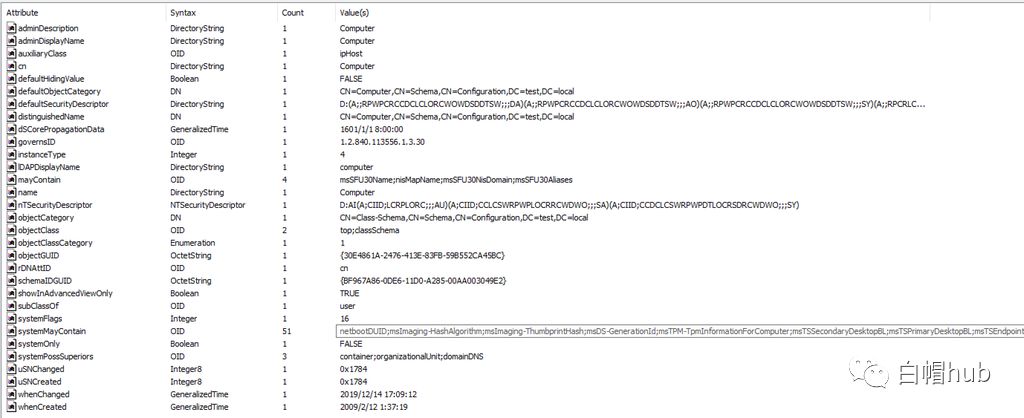 Attribute Syntax Count Value(s)
adminDescription DirectoryString 1 Computer
adminDisplayName DirectoryString 1 Computer
auxiliaryClass OID 1 ipHost
cn DirectoryString 1 Computer
defaultHidingValue Boolean 1 FALSE
defaultObjectCategory DN 1 CN=Computer,CN=Schema,CN=Configuration,DC=test,DC=local
defaultSecurityDescriptor DirectoryString 1 D:(A;;RPWPCRCCDCLCLORCWOWDSDDTSW;;;DA)(A;;RPWPCRCCDCLCLORCWOWDSDDTSW;;;AO)(A;;RPWPCRCCDCLCLORCWOWDSDDTSW;;;SY)(A;;RPCRLC...
distinguishedName DN 1 CN=Computer,CN=Schema,CN=Configuration,DC=test,DC=local
dSCorePropagationData GeneralizedTime 1 1601/1/1 8:00:00
governsID OID 1 1.2.840.113556.1.3.30
instanceType Integer 1 4
lDAPDisplayName DirectoryString 1 computer
mayContain OID 4 msSFU30Name;nisMapName;msSFU30NisDomain;msSFU30Aliases
name DirectoryString 1 Computer
nTSecurityDescriptor NTSecurityDescriptor 1 D:AI(A;CIID;LCRPLORC;;;AU)(A;CIID;CCLCSWRPWPLOCRRCWDWO;;;SA)(A;CIID;CCDCLCSWRPWPDTLOCRSDRCWDWO;;;SY)
objectCategory DN 1 CN=Class-Schema,CN=Schema,CN=Configuration,DC=test,DC=local
objectClass OID 2 top;classSchema
objectClassCategory Enumeration 1 1
objectGUID OctetString 1 {30E4861A-2476-413E-83FB-59B552CA45BC}
rDNAttID OID 1 cn
schemaIDGUID OctetString 1 {BF967A86-0DE6-11D0-A285-00AA003049E2}
showInAdvancedViewOnly Boolean 1 TRUE
subClassOf OID 1 user
systemFlags Integer 1 16
systemMayContain OID 51 netbootDUID;msImaging-HashAlgorithm;msImaging-ThumbprintHash;msDS-GenerationId;msTPM-TpmInformationForComputer;msTSSecondaryDesktopBL;msTSPrimaryDesktopBL;msTSEndpoint
systemOnly Boolean 1 FALSE
systemPossSuperiors OID 3 container;organizationalUnit;domainDNS
uSNChanged Integer8 1 0x1784
uSNCreated Integer8 1 0x1784
whenChanged GeneralizedTime 1 2019/12/14 17:09:12
whenCreated GeneralizedTime 1 2009/2/12 1:37:19
白帽hub